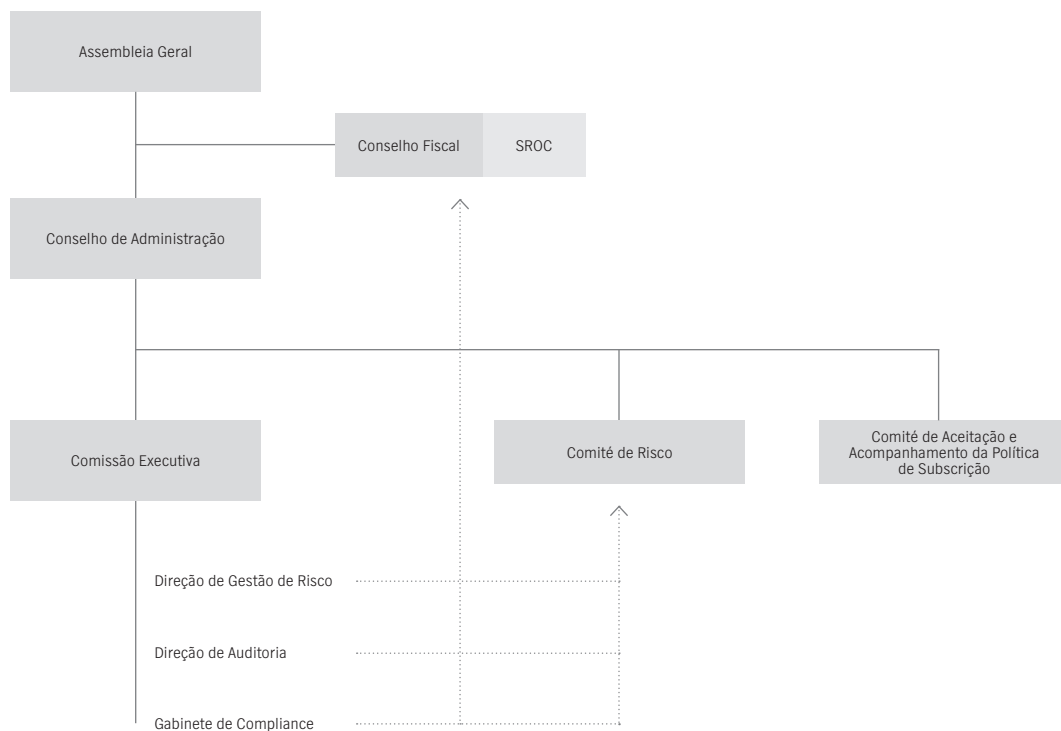 Assembleia Geral
Conselho Fiscal
SROC
Conselho de Administração
Comissão Executiva
Comité de Risco
Comité de Aceitação e
Acompanhamento da Política
de Subscrição
Direção de Gestão de Risco
Direção de Auditoria
Gabinete de Compliance